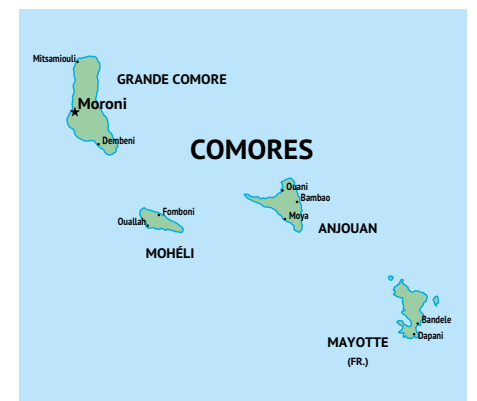 Mitsamiouli
GRANDE COMORE
Moroni
Dembeni
COMORES
Ouani
Bambao
Fomboni
Ouallah
Moya
ANJOUAN
MOHÉLI
Bandele
Dapani
MAYOTTE
(FR.)